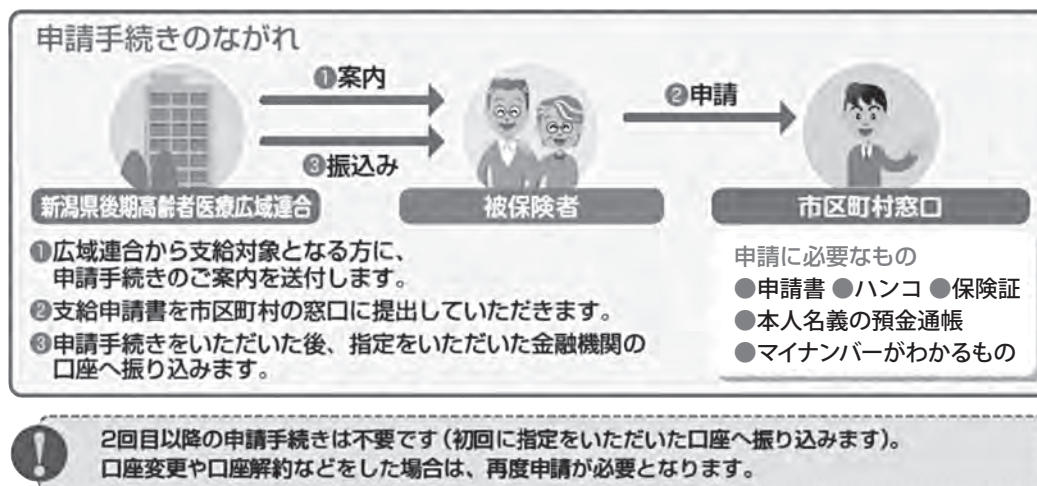 申請手続きのながれ
❶案内
❷申請
❸振込み
新潟県後期高齢者医療広域連合
被保険者
市区町村窓口
❶広域連合から支給対象となる方に、
申請手続きのご案内を送付します。
❷支給申請書を市区町村の窓口に提出していただきます。
❸申請手続きをいただいた後、指定をいただいた金融機関の
口座へ振り込みます。
申請に必要なもの
●申請書 ●ハンコ ●保険証
●本人名義の預金通帳
●マイナンバーがわかるもの
2回目以降の申請手続きは不要です(初回に指定をいただいた口座へ振り込みます)。
口座変更や口座解約などをした場合は、再度申請が必要となります。